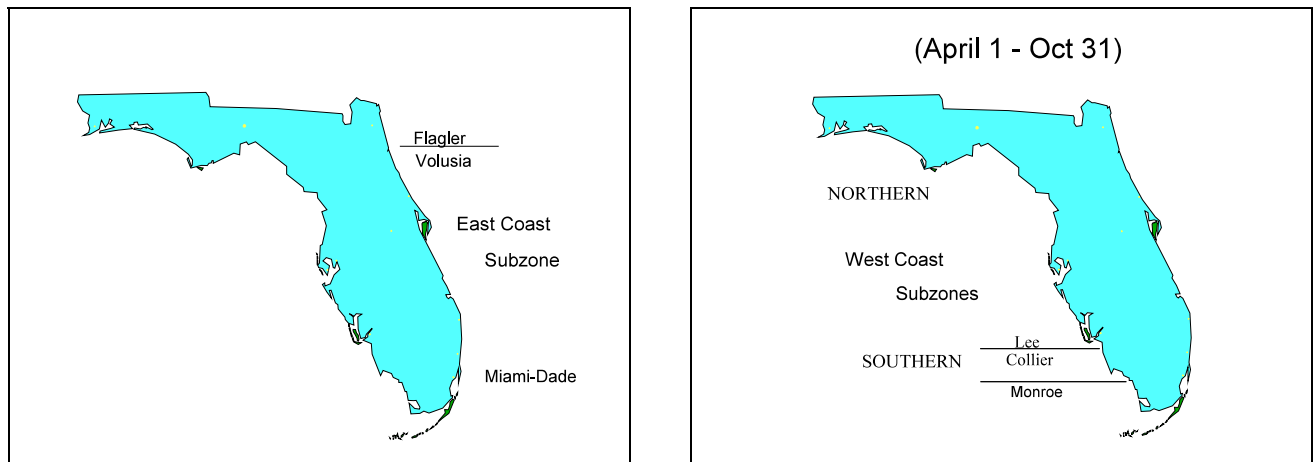 Flagler
Volusia
East Coast
Subzone
Miami-Dade
(April 1 - Oct 31)
NORTHERN
West Coast
Subzones
Lee
SOUTHERN
Collier
Monroe